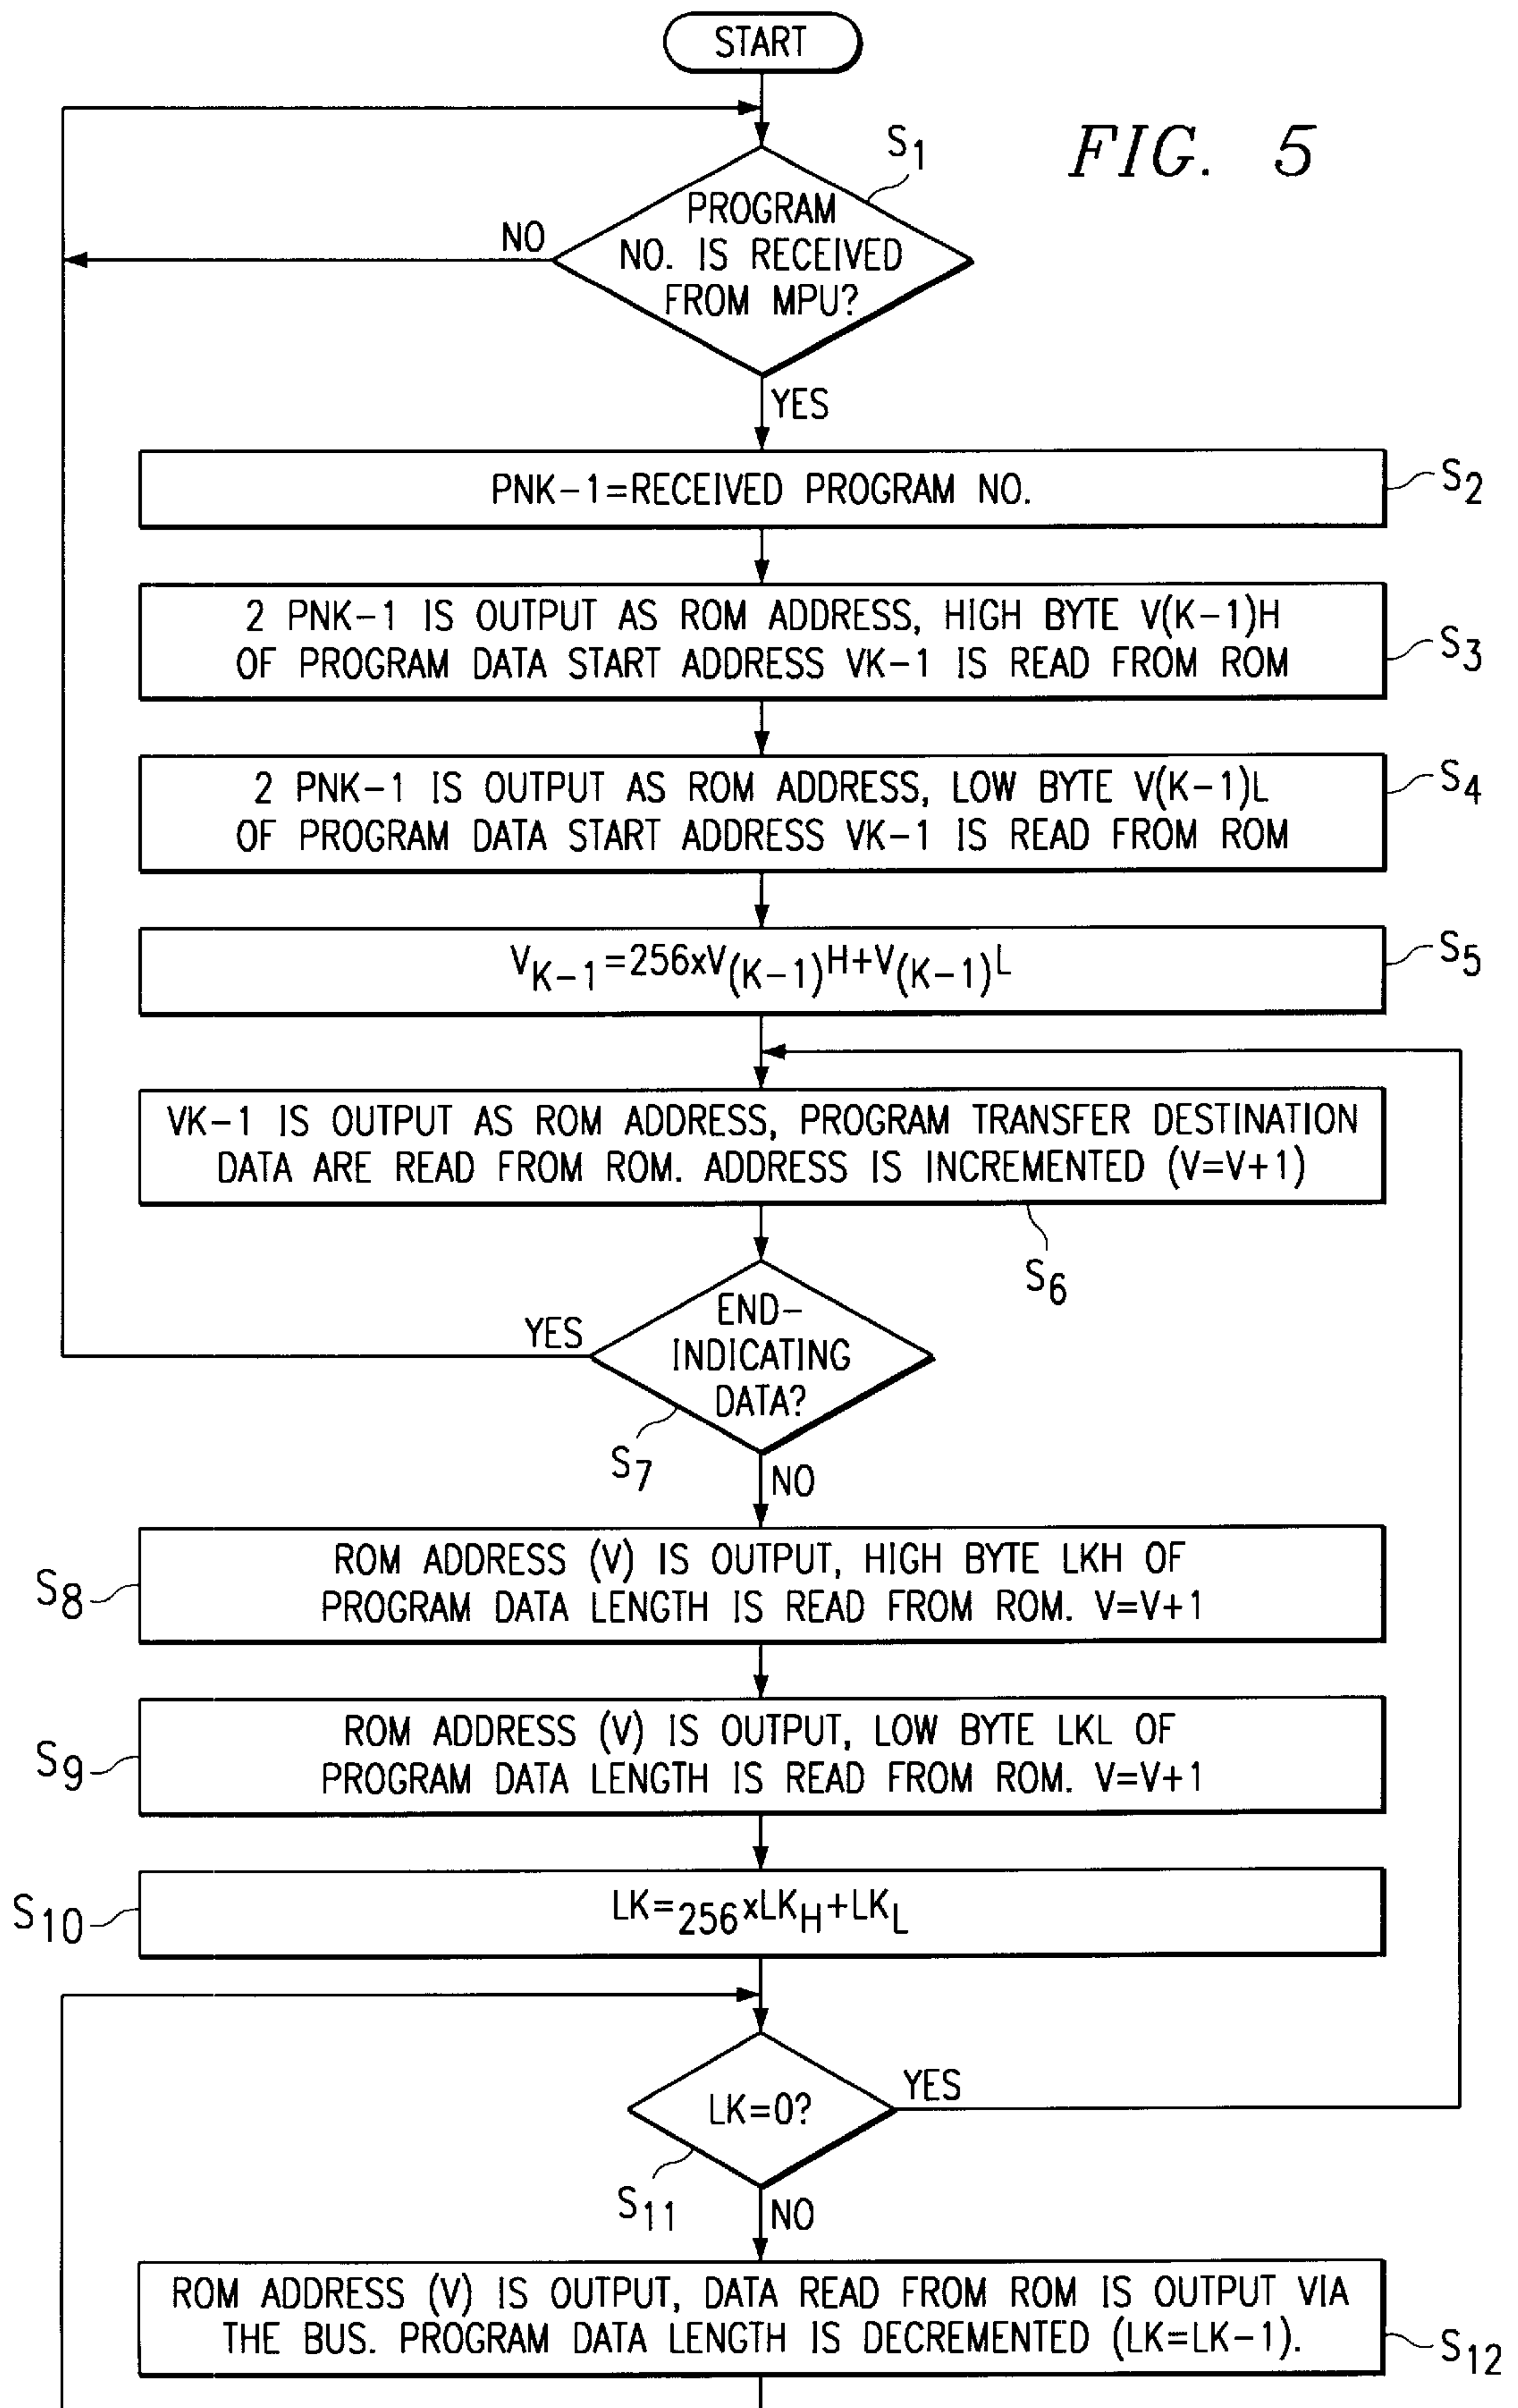 START
FIG. 5
S1
PROGRAM
NO. IS RECEIVED
FROM MPU?
NO
YES
PNK-1=RECEIVED PROGRAM NO.
S2
2 PNK-1 IS OUTPUT AS ROM ADDRESS, HIGH BYTE V(K-1)H
OF PROGRAM DATA START ADDRESS VK-1 IS READ FROM ROM
S3
2 PNK-1 IS OUTPUT AS ROM ADDRESS, LOW BYTE V(K-1)L
OF PROGRAM DATA START ADDRESS VK-1 IS READ FROM ROM
S4
VK-1=256xV(K-1)H+V(K-1)L
S5
VK-1 IS OUTPUT AS ROM ADDRESS, PROGRAM TRANSFER DESTINATION
DATA ARE READ FROM ROM. ADDRESS IS INCREMENTED (V=V+1)
S6
END-
INDICATING
DATA?
YES
S7
NO
ROM ADDRESS (V) IS OUTPUT, HIGH BYTE LKH OF
PROGRAM DATA LENGTH IS READ FROM ROM. V=V+1
S8
ROM ADDRESS (V) IS OUTPUT, LOW BYTE LKL OF
PROGRAM DATA LENGTH IS READ FROM ROM. V=V+1
S9
LK=256xLKH+LKL
S10
LK=0?
YES
S11
NO
ROM ADDRESS (V) IS OUTPUT, DATA READ FROM ROM IS OUTPUT VIA
THE BUS. PROGRAM DATA LENGTH IS DECREMENTED (LK=LK-1).
S12